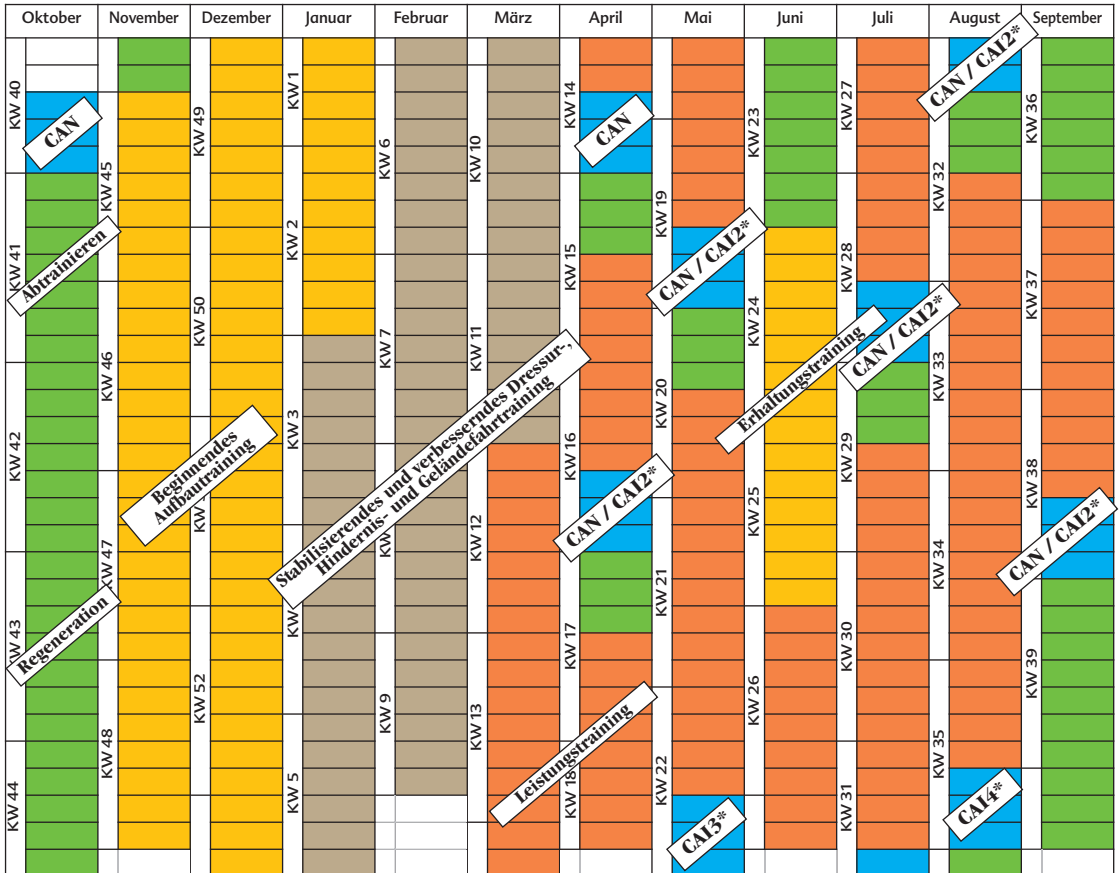 Oktober
November
Dezember
Januar
Februar
März
April
Mai
Juni
Juli
August
September
KW 40
KW 41
KW 42
KW 43
KW 44
CAN
Abtrainieren
Regeneration
KW 45
KW 46
KW 47
KW 48
Beginnendes
Aufbautraining
KW 49
KW 50
KW
KW 52
KW 1
KW 2
KW 3
KW
KW 5
Stabilisierendes und verbesserndes Dressur-,
Hindernis- und Geländefahrtraining
KW 6
KW 7
KW
KW 9
KW 10
KW 11
KW 12
KW 13
Leistungstraining
KW 14
KW 15
KW 16
KW 17
KW 18
CAN
CAN / CAI2*
KW 19
KW 20
KW 21
KW 22
CAN / CAI2*
CAI3*
KW 23
KW 24
KW 25
KW 26
Erhaltungstraining
KW 27
KW 28
KW 29
KW 30
KW 31
CAN / CAI2*
CAN / CAI2*
KW 32
KW 33
KW 34
KW 35
CAI4*
KW 36
KW 37
KW 38
KW 39
CAN / CAI2*